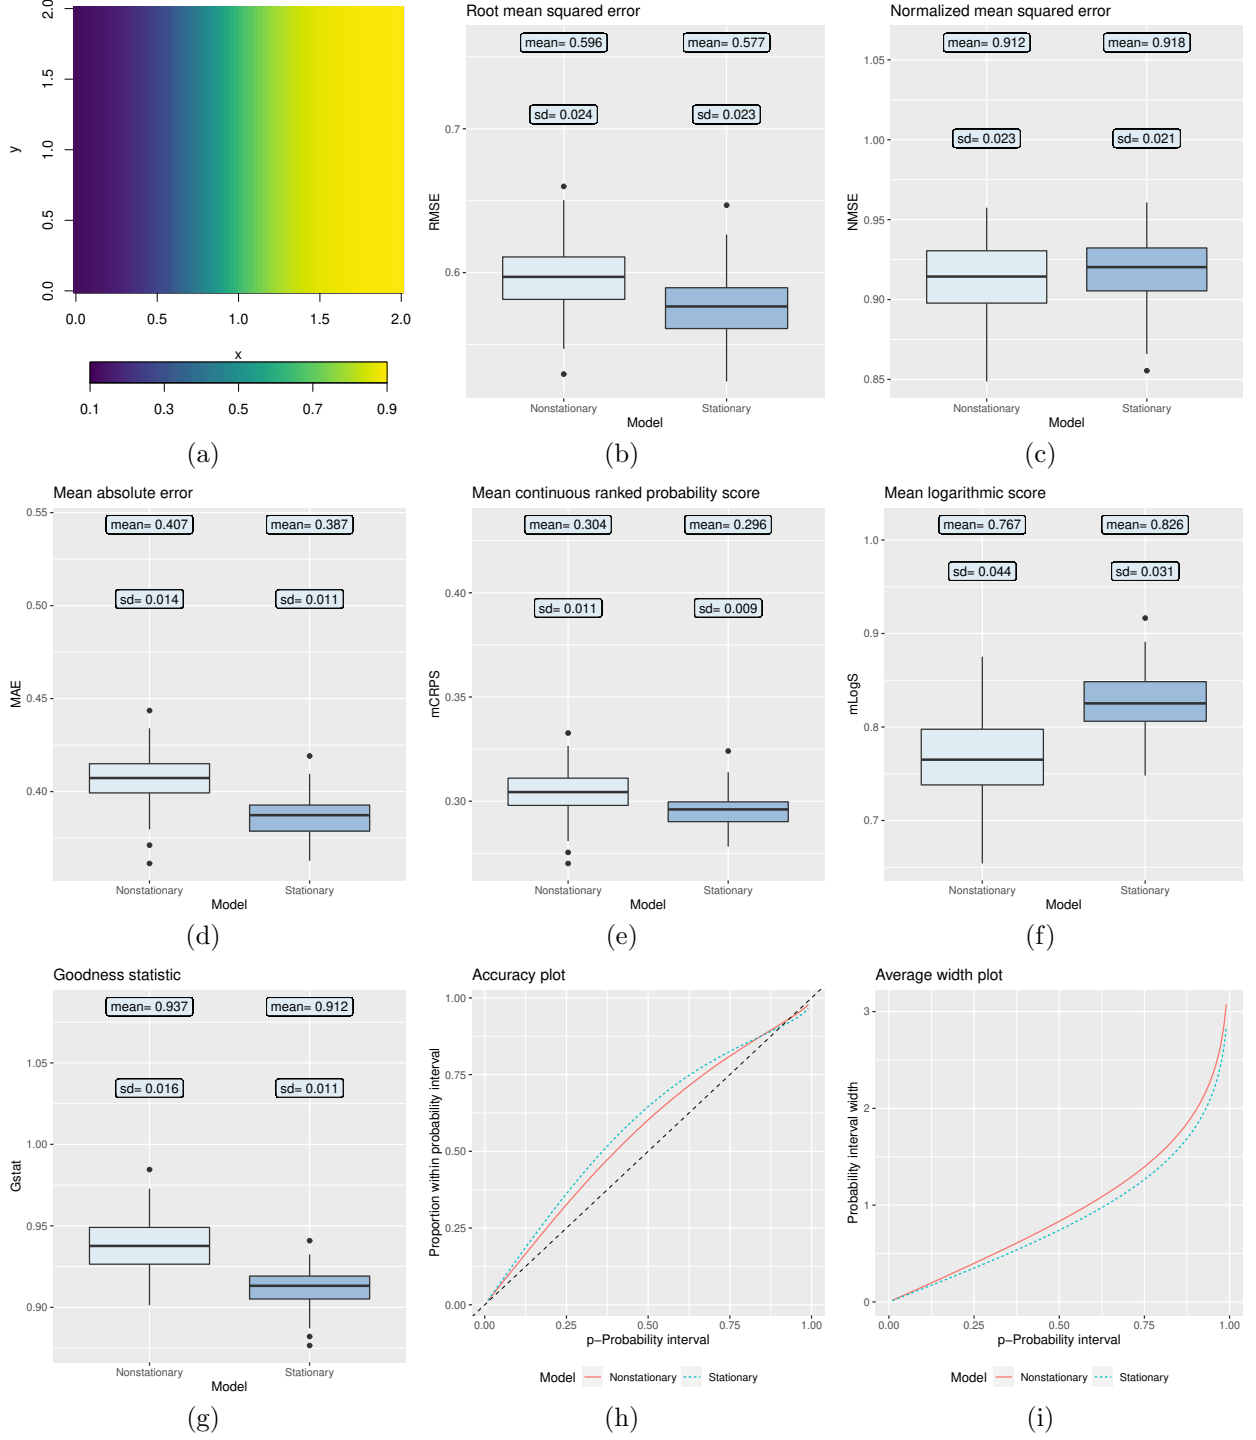 2.0
1.5
1.0
0.5
0.0
y
0.0 0.5 1.0 1.5 2.0
x
0.1 0.3 0.5 0.7 0.9
(a)
Root mean squared error
mean= 0.596 mean= 0.577
sd= 0.024 sd= 0.023
0.7
0.6
RMSE
Nonstationary Stationary
Model
(b)
Normalized mean squared error
mean= 0.912 mean= 0.918
sd= 0.023 sd= 0.021
1.05
1.00
0.95
0.90
0.85
NMSE
Nonstationary Stationary
Model
(c)
Mean absolute error
mean= 0.407 mean= 0.387
sd= 0.014 sd= 0.011
0.55
0.50
0.45
0.40
MAE
Nonstationary Stationary
Model
(d)
Mean continuous ranked probability score
mean= 0.304 mean= 0.296
sd= 0.011 sd= 0.009
0.40
0.35
0.30
mCRPS
Nonstationary Stationary
Model
(e)
Mean logarithmic score
mean= 0.767 mean= 0.826
sd= 0.044 sd= 0.031
1.0
0.9
0.8
0.7
mLogS
Nonstationary Stationary
Model
(f)
Goodness statistic
mean= 0.937 mean= 0.912
sd= 0.016 sd= 0.011
1.05
1.00
0.95
0.90
Gstat
Nonstationary Stationary
Model
(g)
Accuracy plot
1.00
0.75
0.50
0.25
0.00
Proportion within probability interval
0.00 0.25 0.50 0.75 1.00
p−Probability interval
Model Nonstationary Stationary
(h)
Average width plot
3
2
1
0
Probability interval width
0.00 0.25 0.50 0.75 1.00
p−Probability interval
Model Nonstationary Stationary
(i)